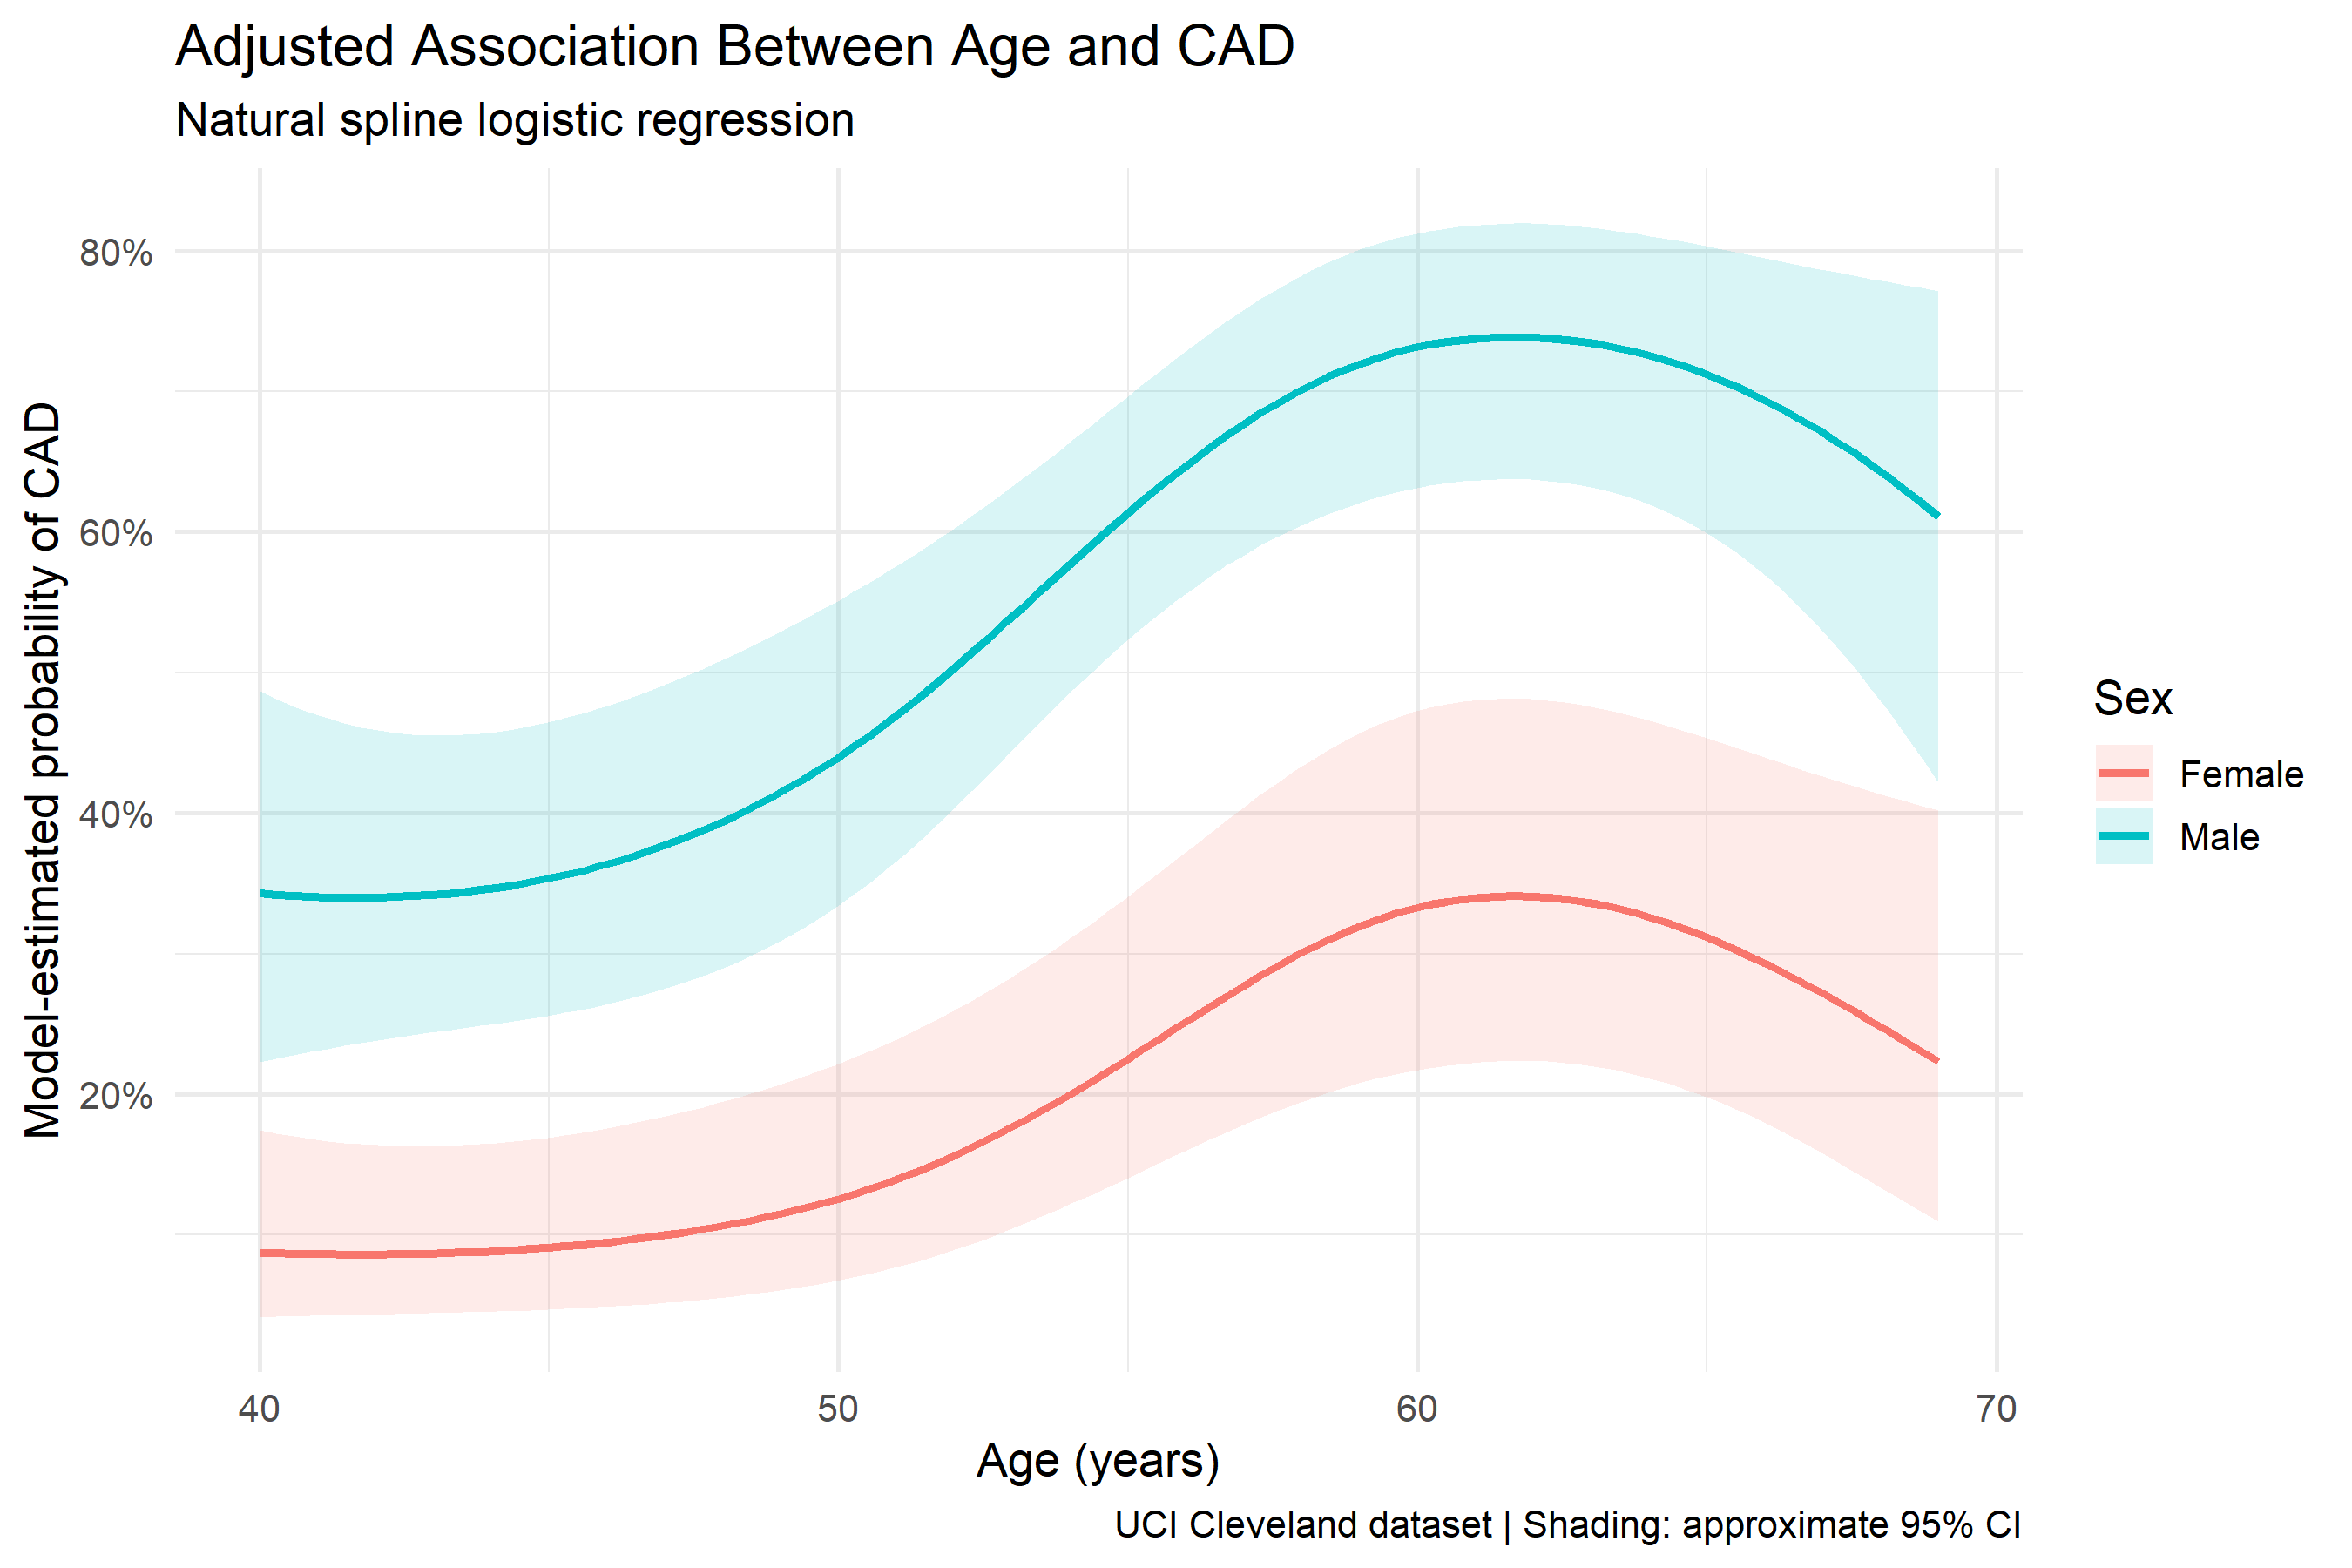 Adjusted Association Between Age and CAD
Natural spline logistic regression
Model-estimated probability of CAD
80%
60%
40%
20%
40 50 60 70
Age (years)
Sex
Female
Male
UCI Cleveland dataset | Shading: approximate 95% CI